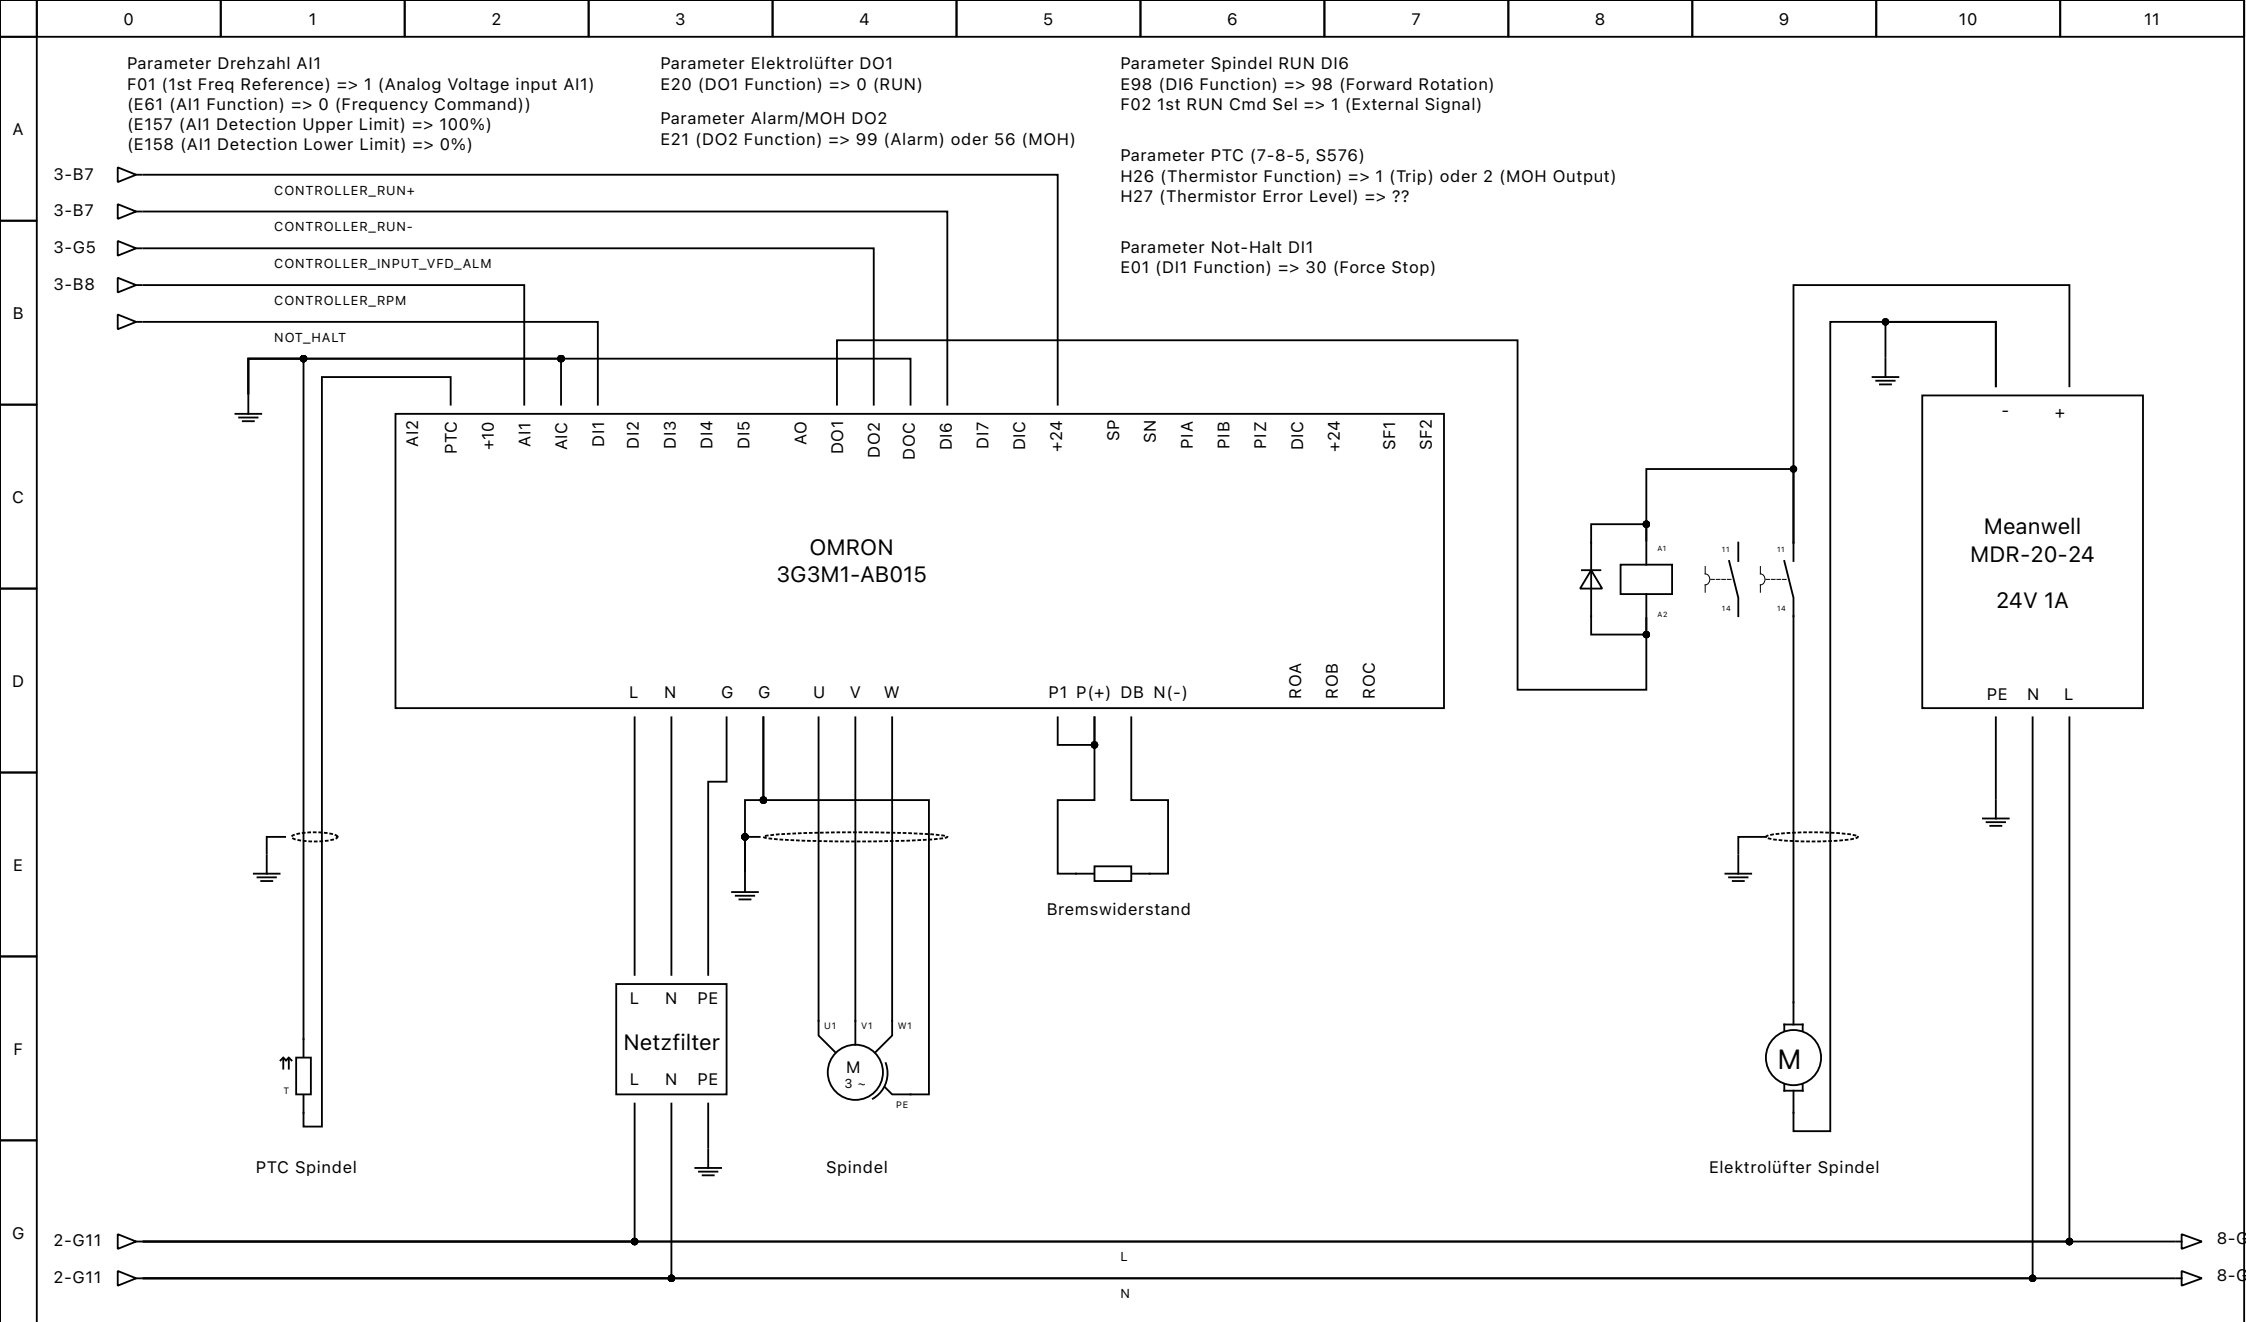 0 1 2 3 4 5 6 7 8 9 10 11
A
B
C
D
E
F
G
Parameter Drehzahl AI1
F01 (1st Freq Reference) => 1 (Analog Voltage input AI1)
(E61 (AI1 Function) => 0 (Frequency Command))
(E157 (AI1 Detection Upper Limit) => 100%)
(E158 (AI1 Detection Lower Limit) => 0%)
Parameter Elektrolüfter DO1
E20 (DO1 Function) => 0 (RUN)
Parameter Alarm/MOH DO2
E21 (DO2 Function) => 99 (Alarm) oder 56 (MOH)
Parameter Spindel RUN DI6
E98 (DI6 Function) => 98 (Forward Rotation)
F02 1st RUN Cmd Sel => 1 (External Signal)
Parameter PTC (7-8-5, S576)
H26 (Thermistor Function) => 1 (Trip) oder 2 (MOH Output)
H27 (Thermistor Error Level) => ??
Parameter Not-Halt DI1
E01 (DI1 Function) => 30 (Force Stop)
3-B7
CONTROLLER_RUN+
3-B7
CONTROLLER_RUN-
3-G5
CONTROLLER_INPUT_VFD_ALM
3-B8
CONTROLLER_RPM
NOT_HALT
AI2 PTC +10 AI1 AIC DI1 DI2 DI3 DI4 DI5 AO DO1 DO2 DOC DI6 DI7 DIC +24 SP SN PIA PIB PIZ DIC +24 SF1 SF2
OMRON
3G3M1-AB015
L N G G U V W P1 P(+) DB N(-) ROA ROB ROC
A1
A2
11
14
11
14
- +
Meanwell
MDR-20-24
24V 1A
PE N L
Bremswiderstand
L N PE
Netzfilter
L N PE
U1 V1 W1
M
3 ~
PE
T
M
PTC Spindel
Spindel
Elektrolüfter Spindel
2-G11
L
8-G
2-G11
N
8-G